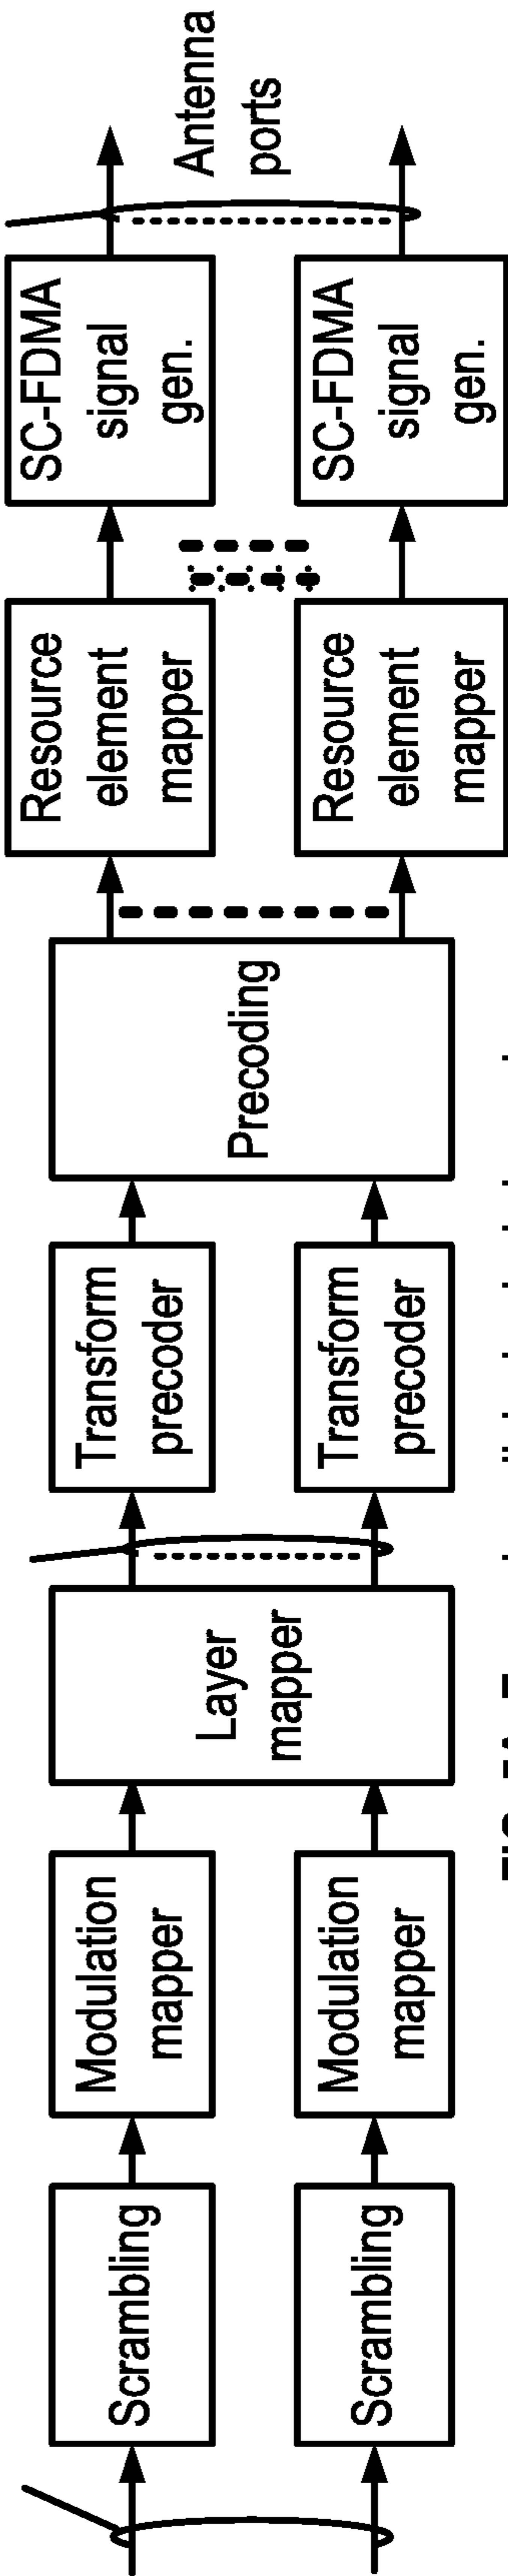 Scrambling
Scrambling
Modulation
mapper
Modulation
mapper
Layer
mapper
Transform
precoder
Transform
precoder
Precoding
Resource
element
mapper
Resource
element
mapper
SC-FDMA
signal
gen.
SC-FDMA
signal
gen.
Antenna
ports